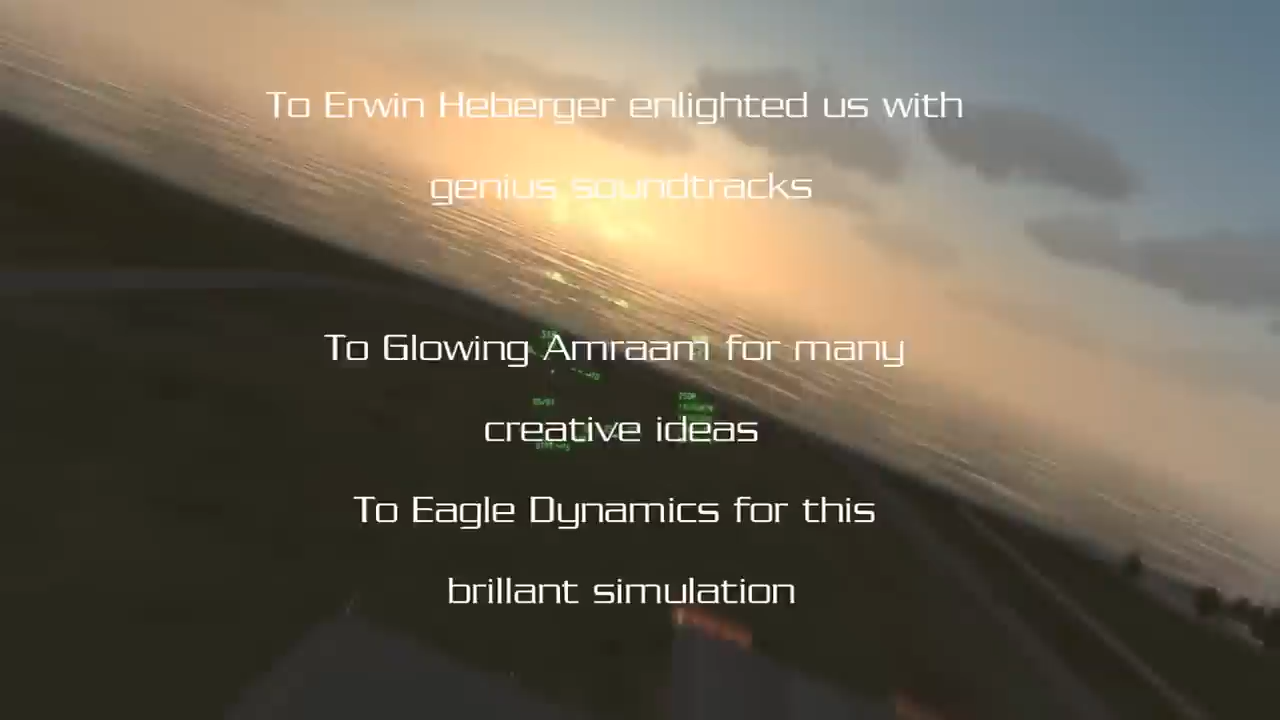 To Erwin Heberger enlighted us with
genius soundtracks
To Glowing Amraam for many
creative ideas
To Eagle Dynamics for this
brillant simulation